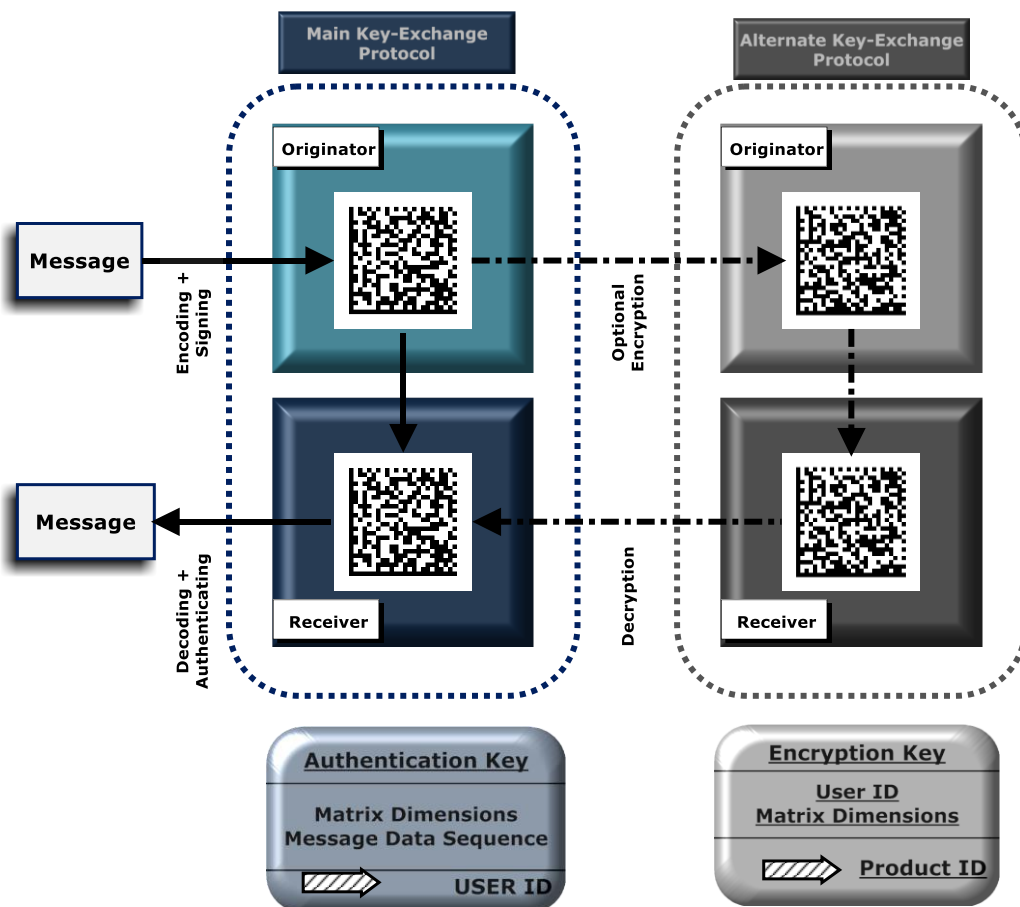 Main Key-Exchange
Protocol
Alternate Key-Exchange
Protocol
Originator
Originator
Message
Encoding +
Signing
Optional
Encryption
Message
Decoding +
Authenticating
Decryption
Receiver
Receiver
Authentication Key
Matrix Dimensions
Message Data Sequence
USER ID
Encryption Key
User ID
Matrix Dimensions
Product ID